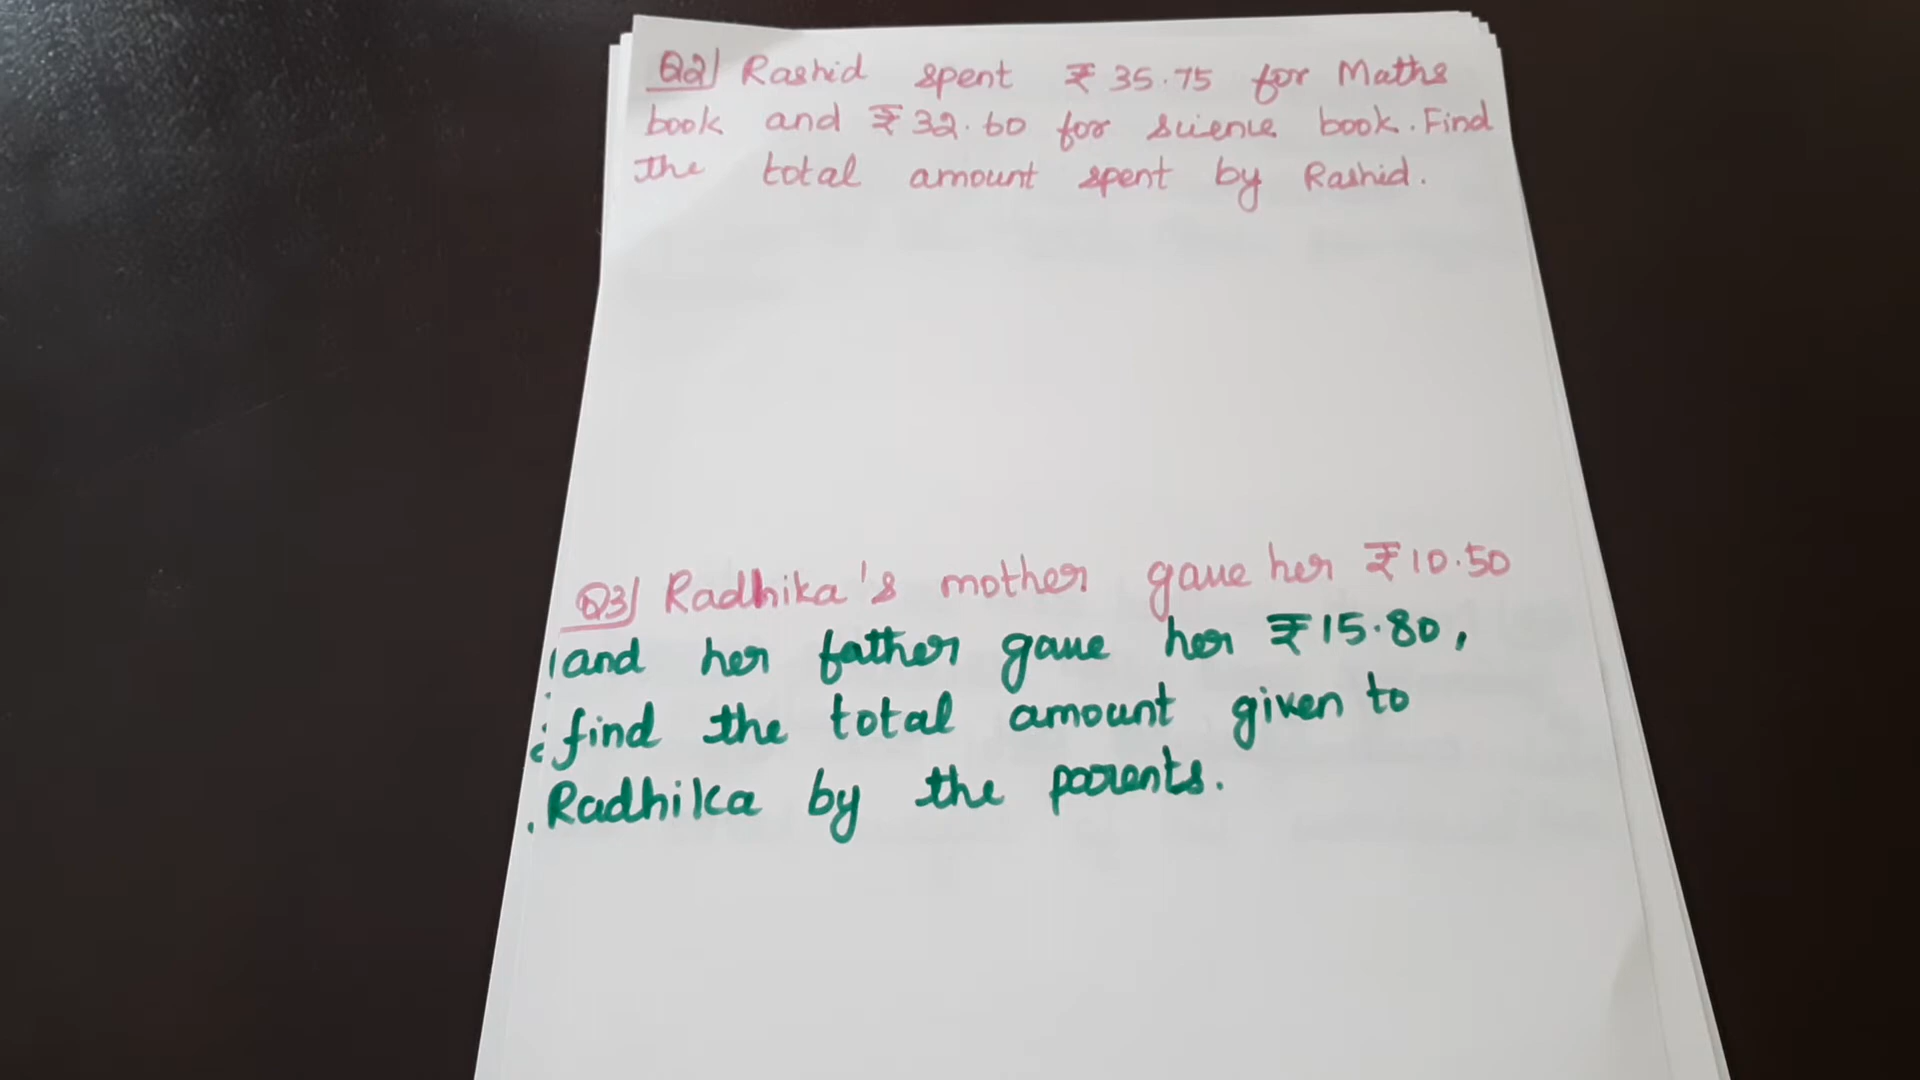 Q2/ Rashid spent ₹ 35.75 for Maths
book and ₹ 32.60 for science book. Find
the total amount spent by Rashid.
Q3/ Radhika's mother gave her ₹10.50
and her father gave her ₹15.80,
find the total amount given to
Radhika by the parents.